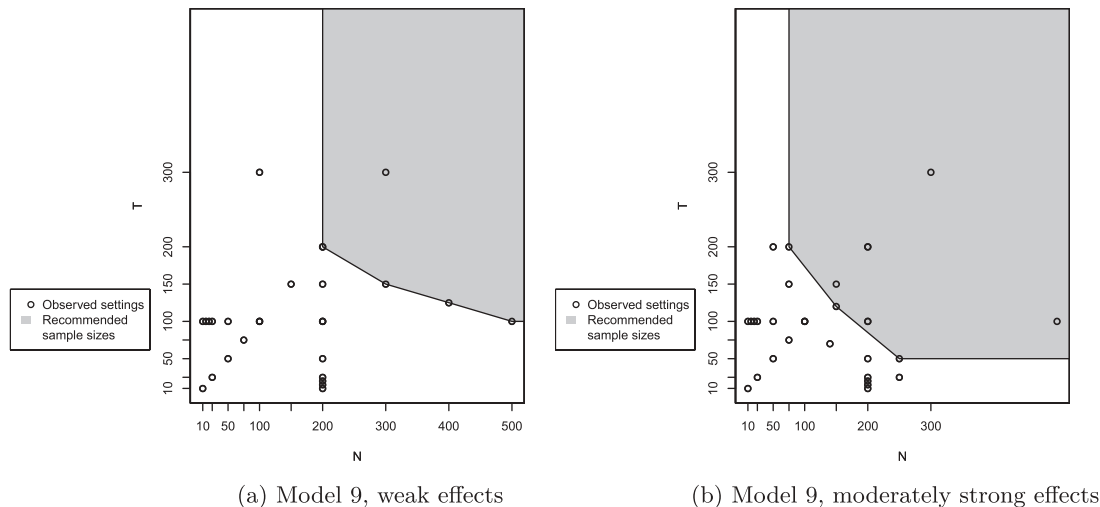 T
300
200
150
100
50
10
10 50 100 200 300 400 500
N
Observed settings
Recommended
sample sizes
(a) Model 9, weak effects
T
300
200
150
100
50
10
10 50 100 200 300
N
Observed settings
Recommended
sample sizes
(b) Model 9, moderately strong effects